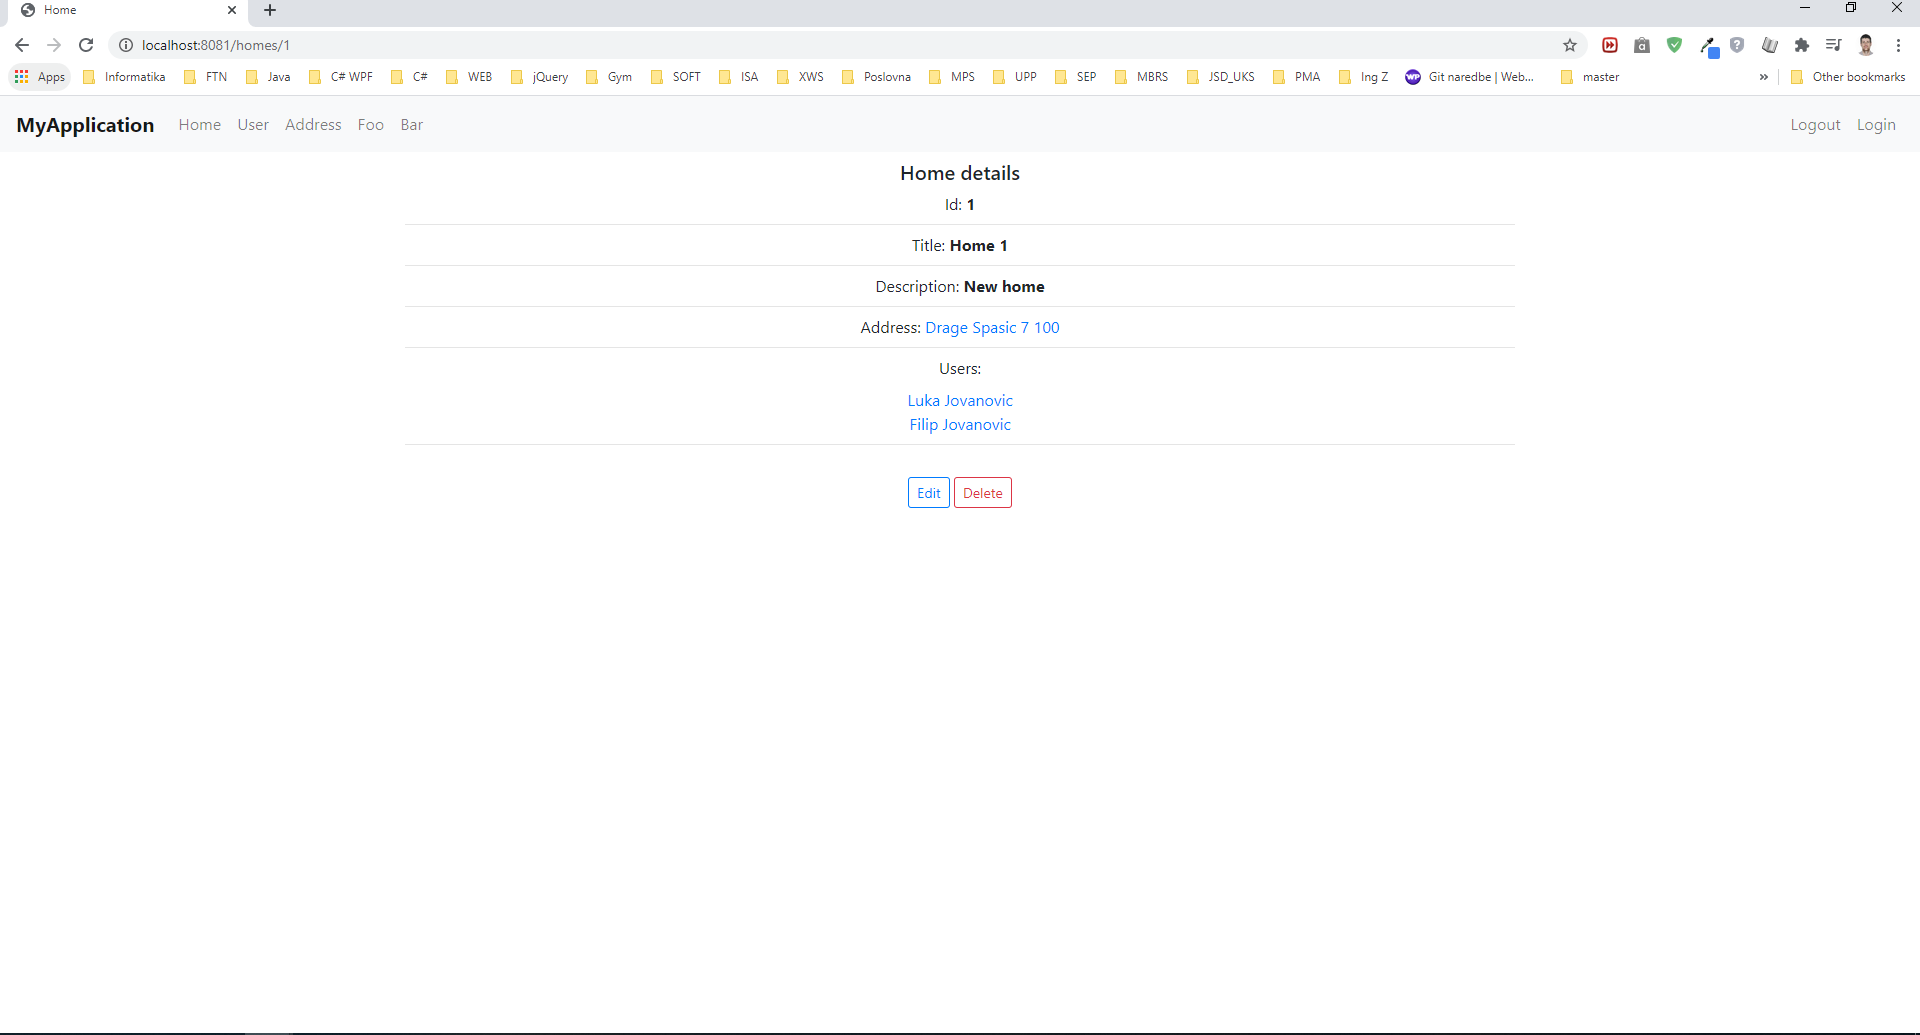 Home
localhost:8081/homes/1
Apps Informatika FTN Java C# WPF C# WEB jQuery Gym SOFT ISA XWS Poslovna MPS UPP SEP MBRS JSD_UKS PMA Ing Z WP Git naredbe | Web... master » Other bookmarks
MyApplication Home User Address Foo Bar Logout Login
Home details
Id: 1
Title: Home 1
Description: New home
Address: Drage Spasic 7 100
Users:
Luka Jovanovic
Filip Jovanovic
Edit Delete